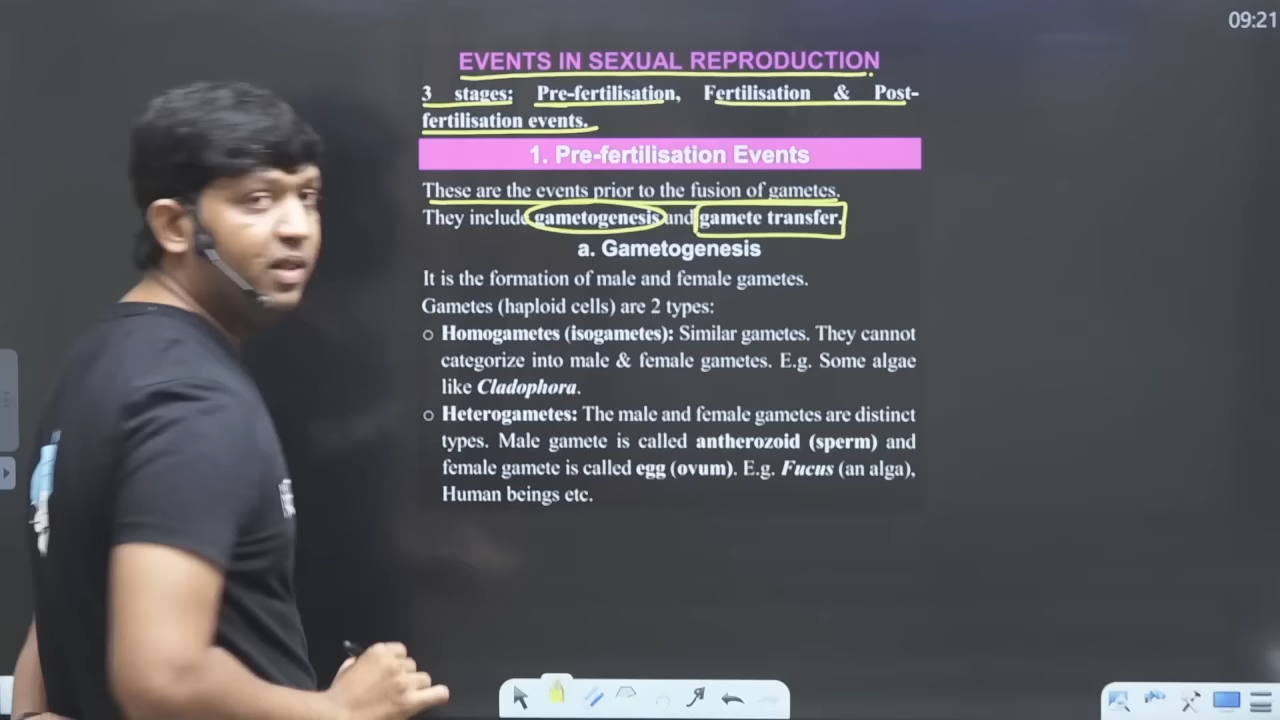 09:21
EVENTS IN SEXUAL REPRODUCTION
3 stages: Pre-fertilisation, Fertilisation & Post-
fertilisation events.
1. Pre-fertilisation Events
These are the events prior to the fusion of gametes.
They include gametogenesis and gamete transfer.
a. Gametogenesis
It is the formation of male and female gametes.
Gametes (haploid cells) are 2 types:
○ Homogametes (isogametes): Similar gametes. They cannot
categorize into male & female gametes. E.g. Some algae
like Cladophora.
○ Heterogametes: The male and female gametes are distinct
types. Male gamete is called antherozoid (sperm) and
female gamete is called egg (ovum). E.g. Fucus (an alga),
Human beings etc.